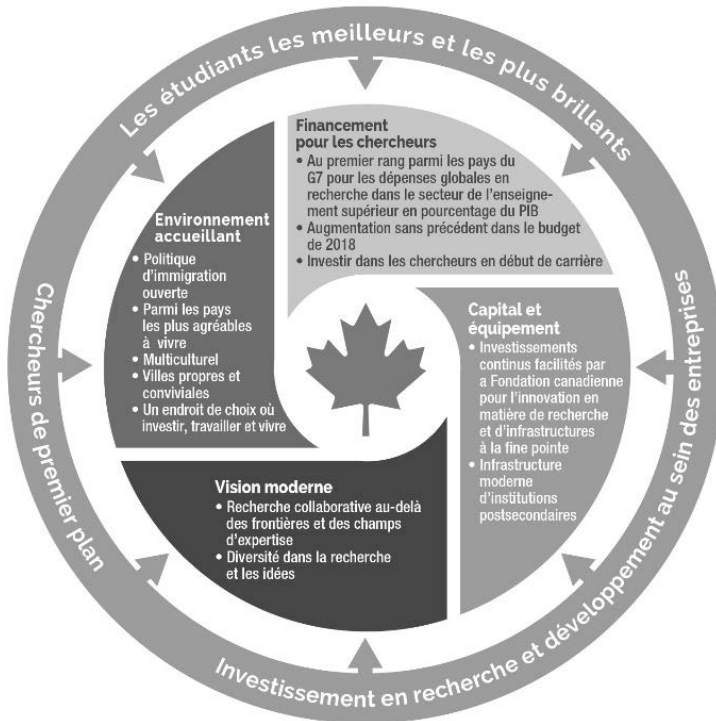 Les étudiants les meilleurs et les plus brillants
Financement
pour les chercheurs
• Au premier rang parmi les pays du
G7 pour les dépenses globales en
recherche dans le secteur de l'enseigne-
ment supérieur en pourcentage du PIB
• Augmentation sans précédent dans le budget
de 2018
• Investir dans les chercheurs en début de carrière
Environnement
accueillant
• Politique
d'immigration
ouverte
• Parmi les pays
les plus agréables
à vivre
• Multiculturel
• Villes propres et
conviviales
• Un endroit de choix où
investir, travailler et vivre
Capital et
équipement
• Investissements
continus facilités par
a Fondation canadienne
pour l'innovation en
matière de recherche
et d'infrastructures
à la fine pointe
• Infrastructure
moderne
d'institutions
postsecondaires
Vision moderne
• Recherche collaborative au-delà
des frontières et des champs
d'expertise
• Diversité dans la recherche
et les idées
Chercheurs de premier plan
Investissement en recherche et développement au sein des entreprises